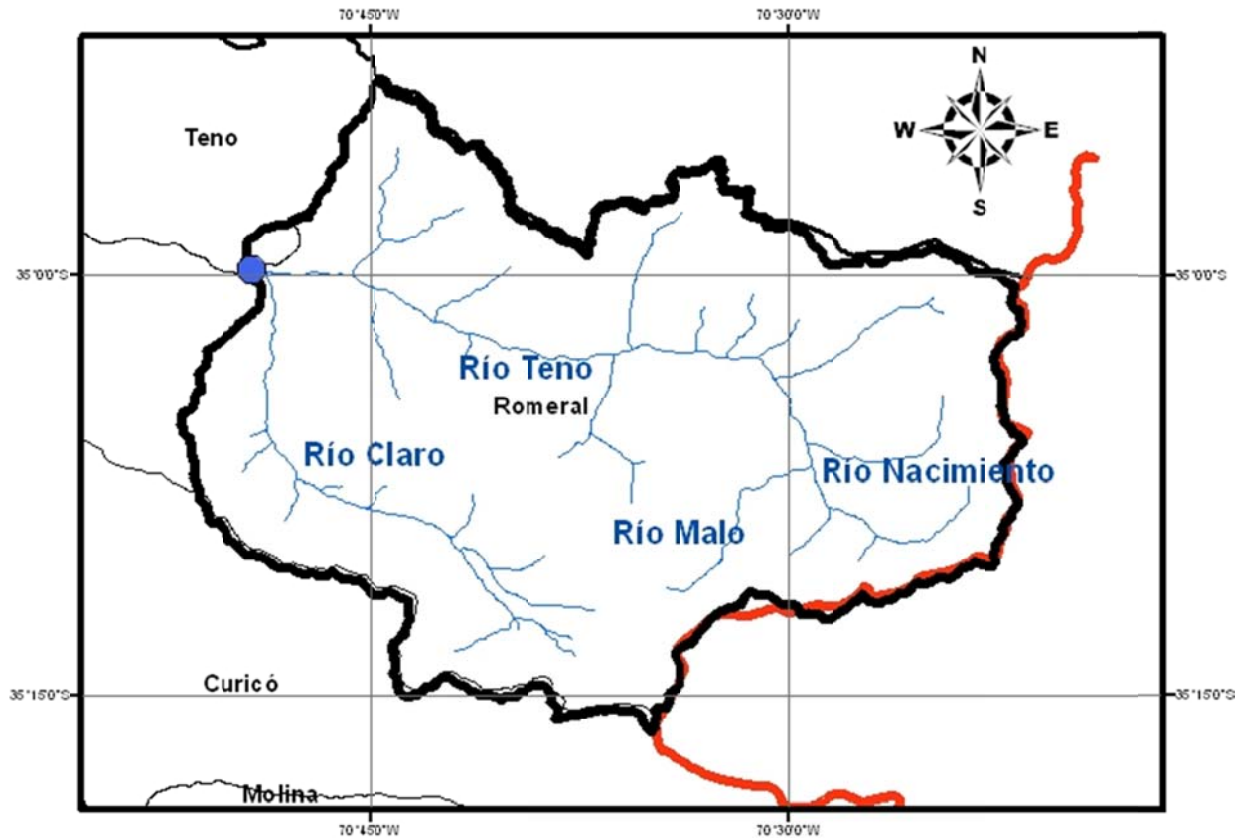 70°45'0"W
70°30'0"W
N
Teno
W
E
S
35°0'0"S
35°0'0"S
Río Teno
Romeral
Río Claro
Río Nacimiento
Río Malo
Curicó
35°15'0"S
35°15'0"S
Molina
70°45'0"W
70°30'0"W